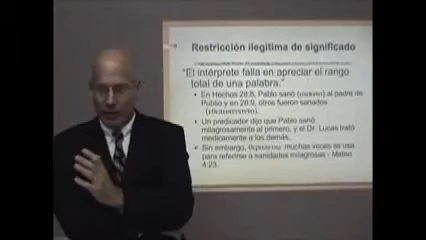 Restricción ilegitima de significado
"El intérprete falla en apreciar el rango
total de una palabra."
En Hechos 28:8, Pablo sanó al padre de
Publio y en 28:9, otros fueron sanados
Un predicador dijo que Pablo sanó
milagrosamente al primero, y el Dr. Lucas trató
medicamente a los demás.
Sin embargo, muchas veces se usa
para referirse a sanidades milagrosas - Mateo
4:23.